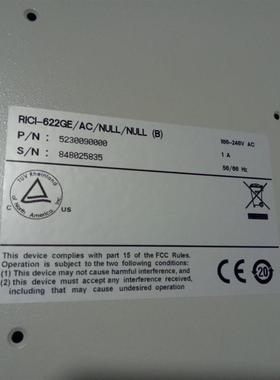 RICI-622GE/AC/NULL/NULL (B)
P/N : 5230090000
S/N : 848025835
100-240V AC
1 A
50/60 Hz
TÜV Rheinland
of North America, Inc.
C US
This device complies with part 15 of the FCC Rules.
Operation is subject to the two following conditions:
(1) This device may not cause harmful interference, and
(2) this device must accept any interference received,
including that may cause undesired operation
CE 20